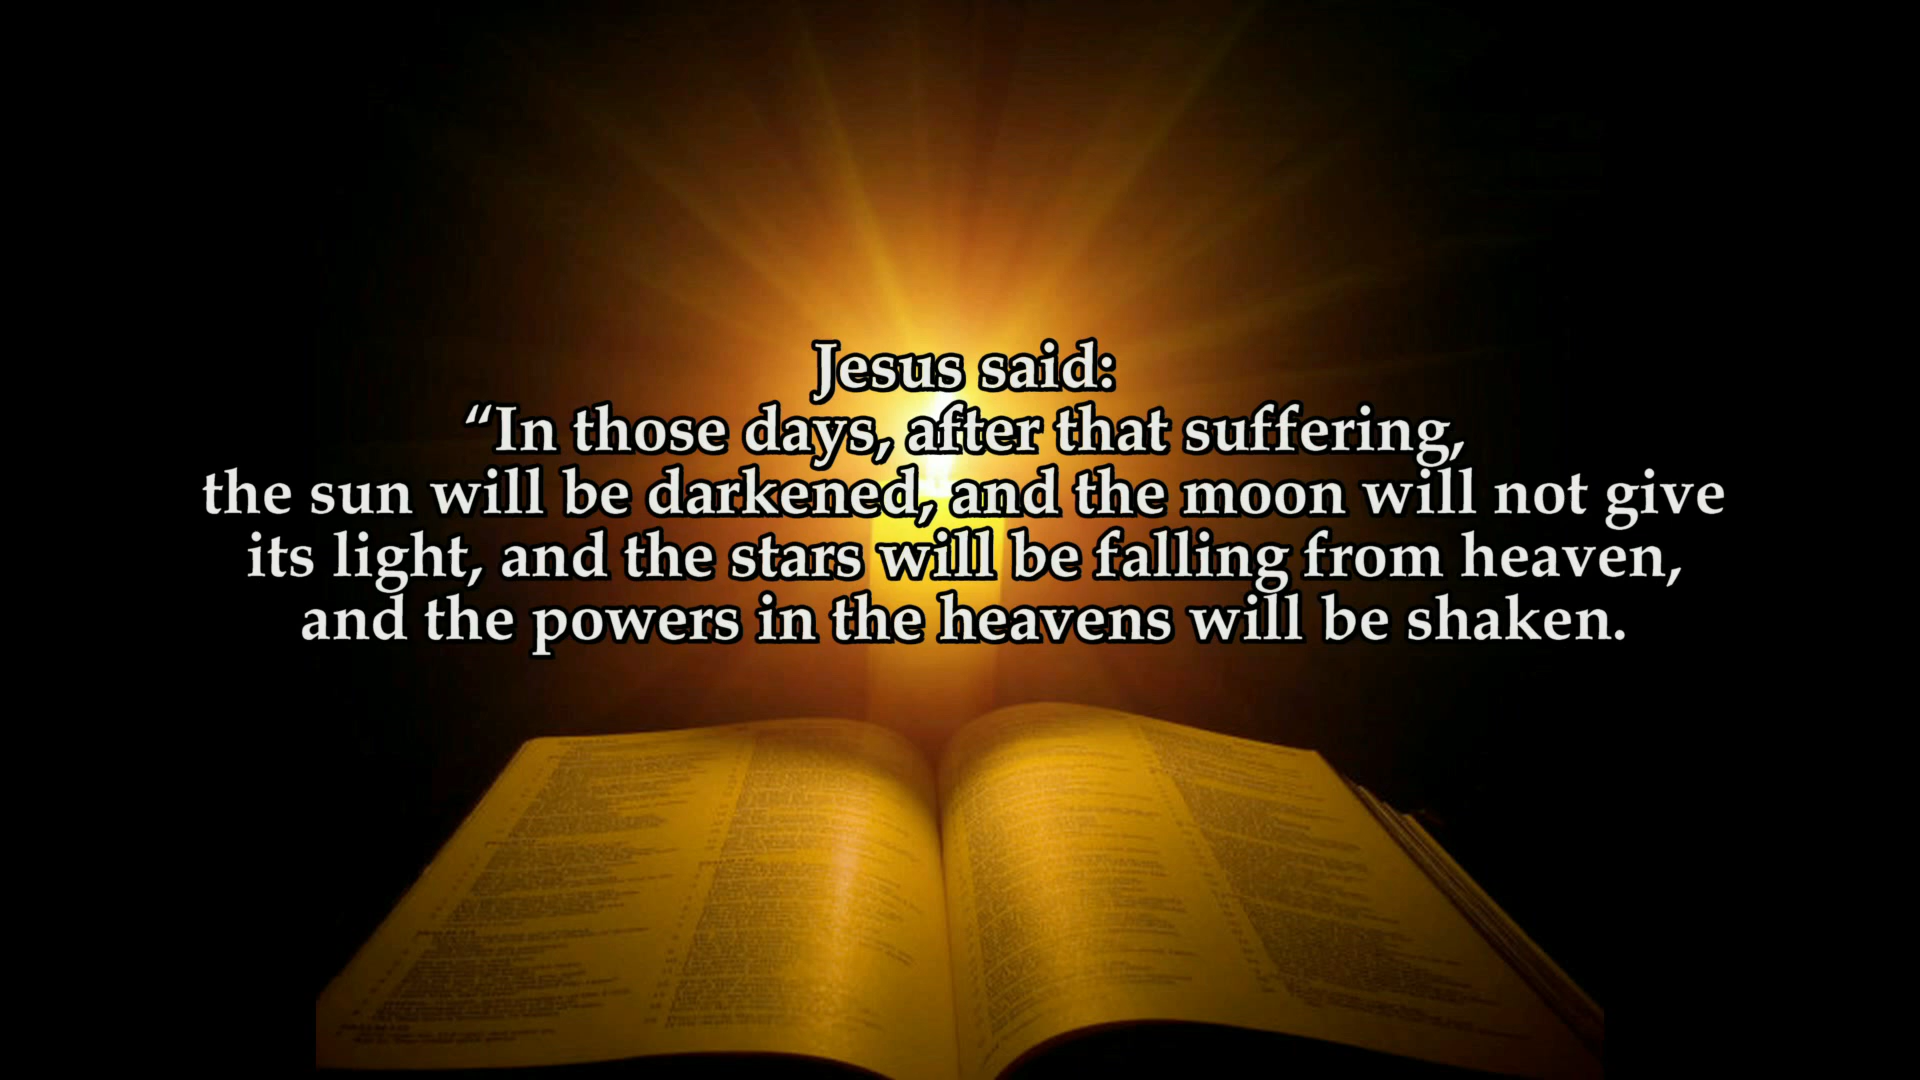 Jesus said:
“In those days, after that suffering,
the sun will be darkened, and the moon will not give
its light, and the stars will be falling from heaven,
and the powers in the heavens will be shaken.